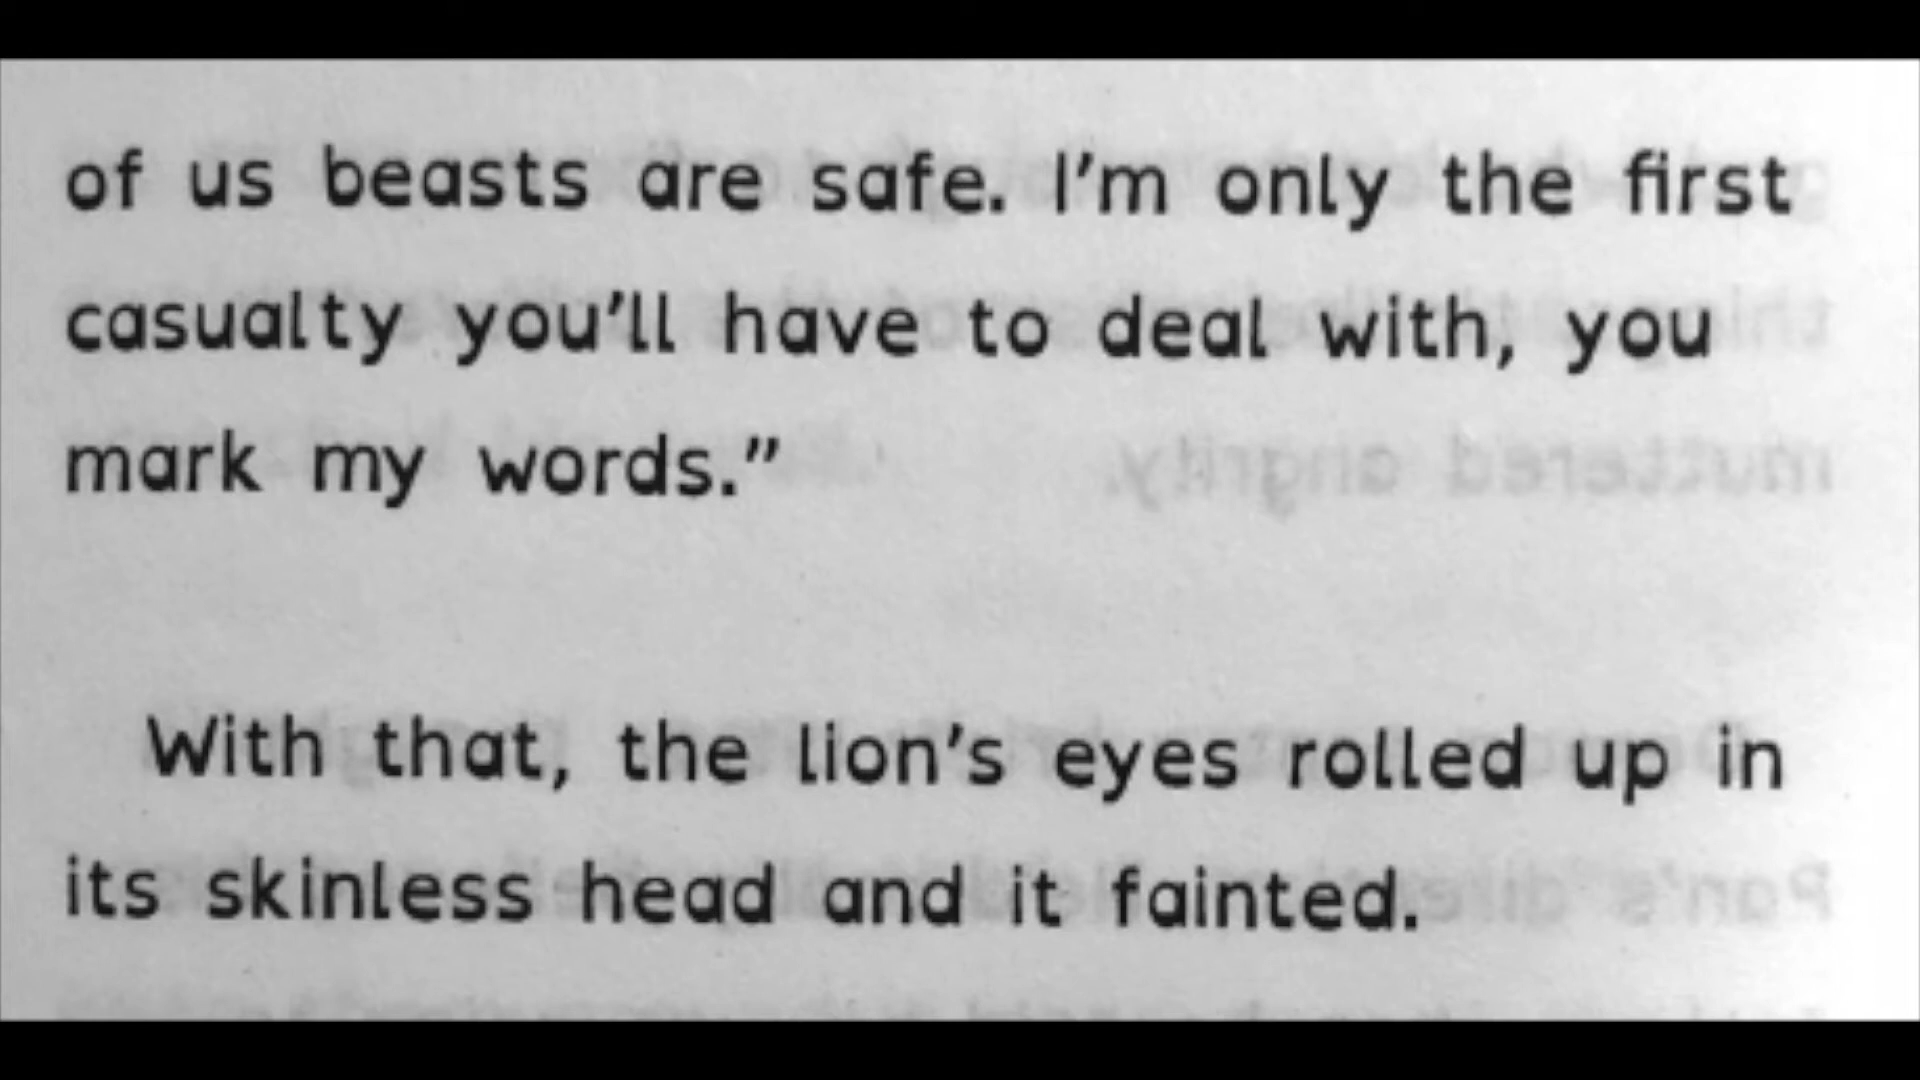 of us beasts are safe. I'm only the first
casualty you'll have to deal with, you
mark my words.”
With that, the lion's eyes rolled up in
its skinless head and it fainted.